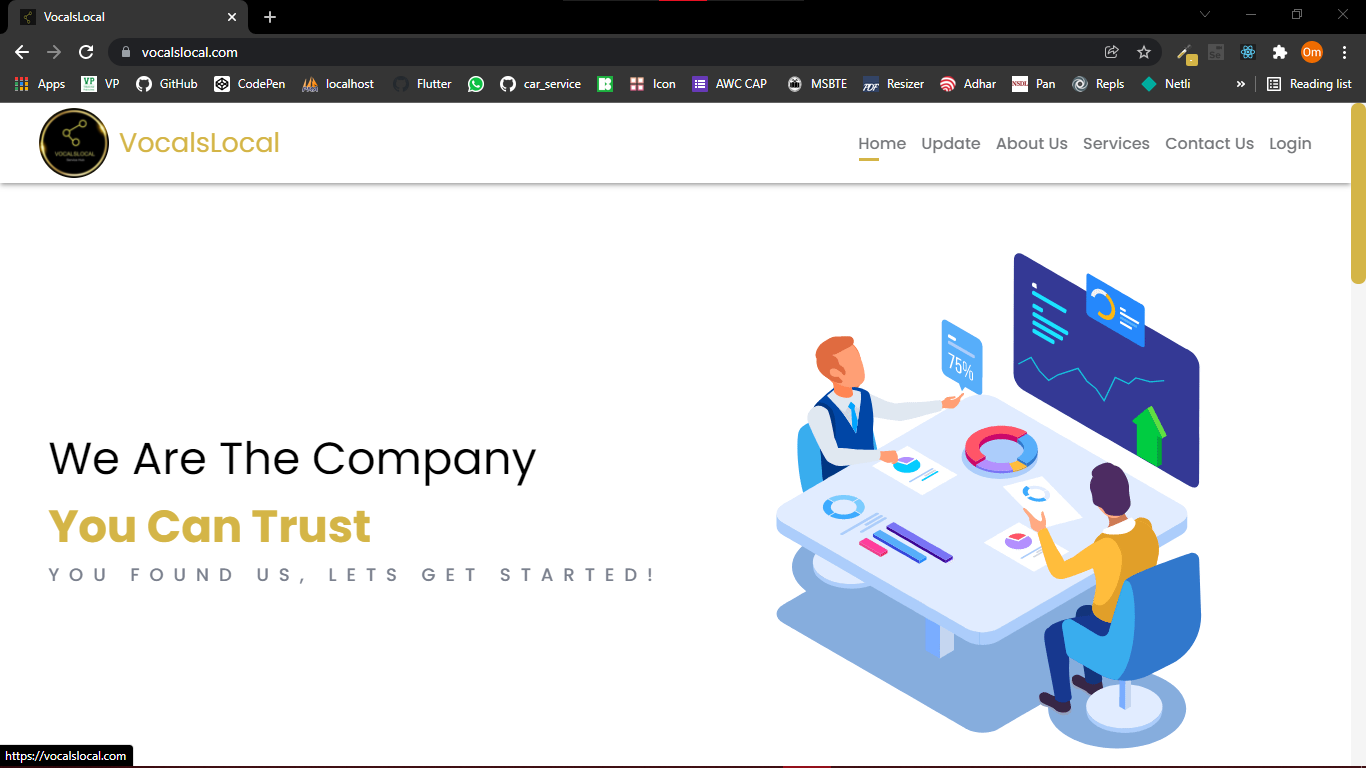 VocalsLocal
vocalslocal.com
Om
Apps VP VP GitHub CodePen localhost Flutter car_service Icon AWC CAP MSBTE Resizer Adhar NSDL Pan Repls Netli » Reading list
VOCALSLOCAL
VocalsLocal
Home Update About Us Services Contact Us Login
75%
We Are The Company
You Can Trust
YOU FOUND US, LETS GET STARTED!
https://vocalslocal.com